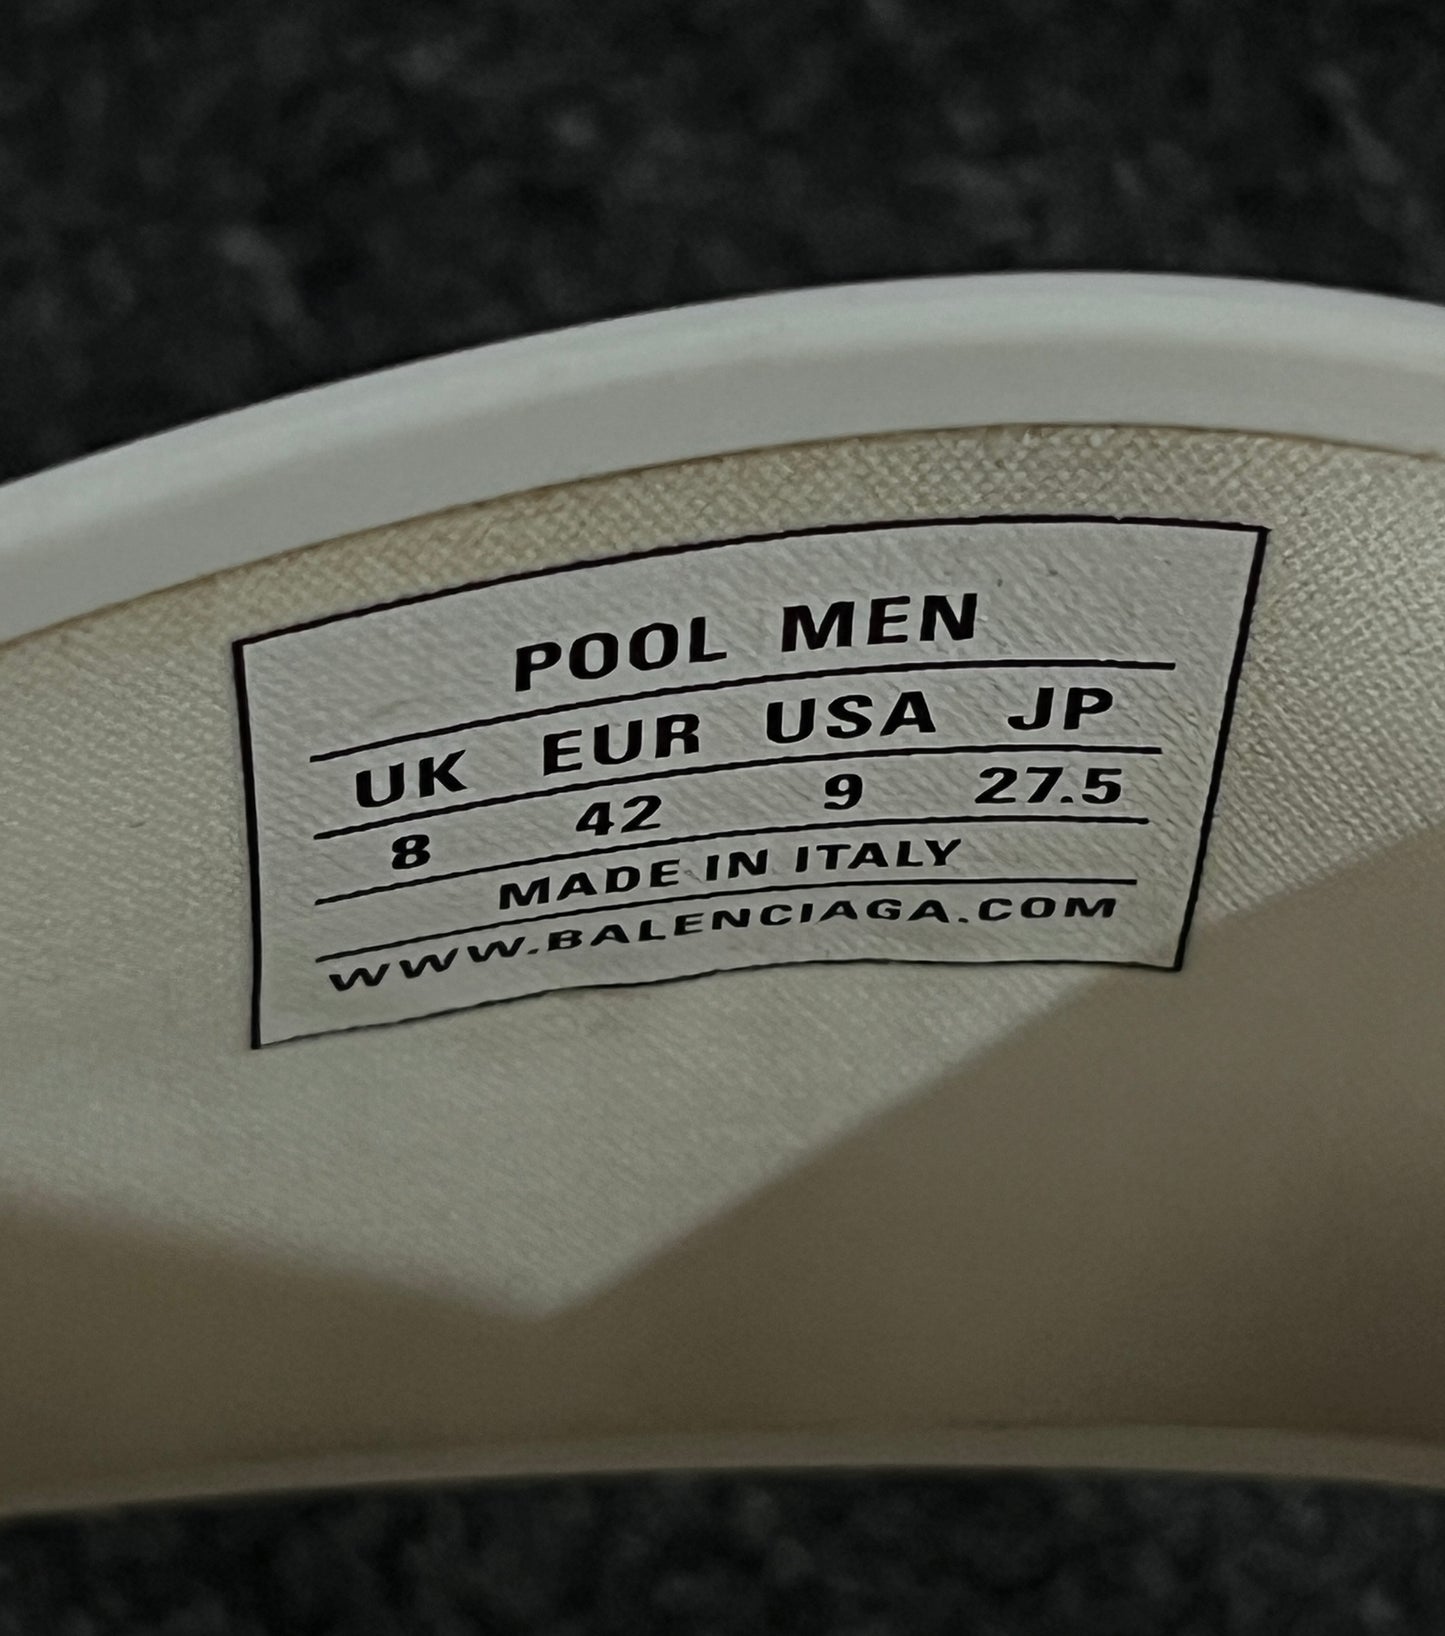 POOL MEN
UK EUR USA JP
8 42 9 27.5
MADE IN ITALY
WWW.BALENCIAGA.COM